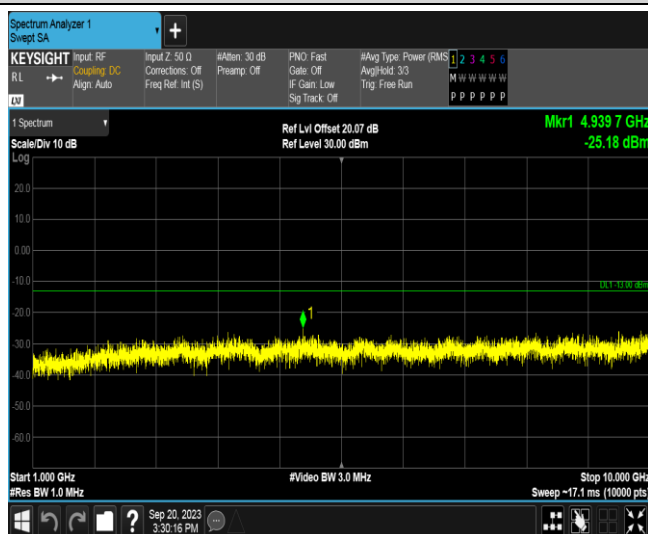 Spectrum Analyzer 1
Swept SA
+
KEYSIGHT
RL
LXI
Input: RF
Coupling: DC
Align: Auto
Input Z: 50 Ω
Corrections: Off
Freq Ref: Int (S)
#Atten: 30 dB
Preamp: Off
PNO: Fast
Gate: Off
IF Gain: Low
Sig Track: Off
#Avg Type: Power (RMS
Avg|Hold: 3/3
Trig: Free Run
1 2 3 4 5 6
M W W W W W
P P P P P P
1 Spectrum
Scale/Div 10 dB
Log
Ref Lvl Offset 20.07 dB
Ref Level 30.00 dBm
Mkr1 4.939 7 GHz
-25.18 dBm
20.0
10.0
0.00
-10.0
DL1 -13.00 dBm
1
-20.0
-30.0
-40.0
-50.0
-60.0
Start 1.000 GHz
#Video BW 3.0 MHz
Stop 10.000 GHz
#Res BW 1.0 MHz
Sweep ~17.1 ms (10000 pts)
?
Sep 20, 2023
3:30:16 PM